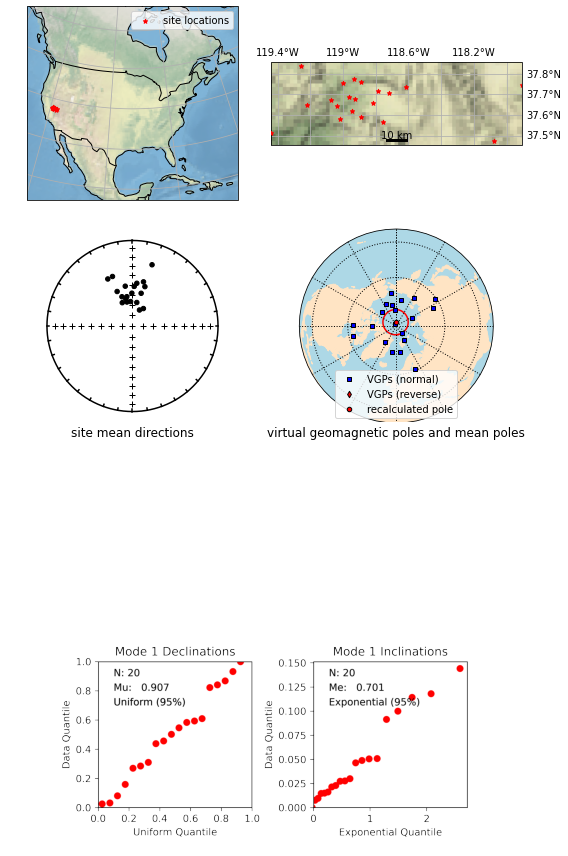 site locations
119.4°W 119°W 118.6°W 118.2°W
37.8°N
37.7°N
37.6°N
37.5°N
10 km
VGPs (normal)
VGPs (reverse)
recalculated pole
site mean directions
virtual geomagnetic poles and mean poles
Mode 1 Declinations
N: 20
Mu: 0.907
Uniform (95%)
Data Quantile
1.0
0.8
0.6
0.4
0.2
0.0
0.0 0.2 0.4 0.6 0.8 1.0
Uniform Quantile
Mode 1 Inclinations
N: 20
Me: 0.701
Exponential (95%)
Data Quantile
0.150
0.125
0.100
0.075
0.050
0.025
0.000
0 1 2
Exponential Quantile